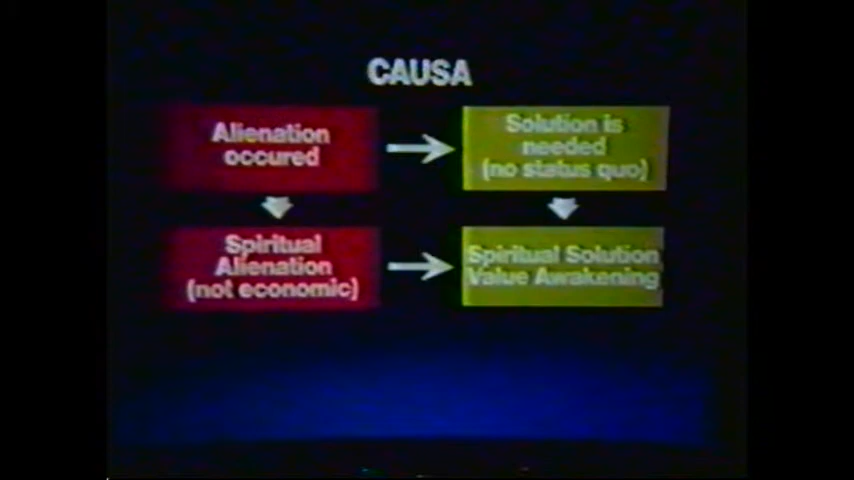 CAUSA
Alienation
occured
Solution is
needed
(no status quo)
Spiritual
Alienation
(not economic)
Spiritual Solution
Value Awakening